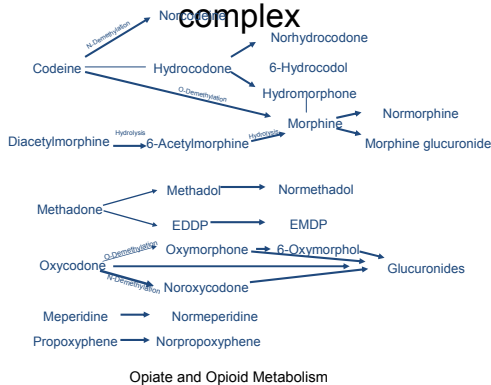 complex
Norcodeine
N-Demethylation
Norhydrocodone
Codeine
Hydrocodone
6-Hydrocodol
O-Demethylation
Hydromorphone
Morphine
Normorphine
Diacetylmorphine
Hydrolysis
6-Acetylmorphine
Hydrolysis
Morphine glucuronide
Methadol
Normethadol
Methadone
EDDP
EMDP
O-Demethylation
Oxymorphone
6-Oxymorphol
Oxycodone
Glucuronides
N-Demethylation
Noroxycodone
Meperidine
Normeperidine
Propoxyphene
Norpropoxyphene
Opiate and Opioid Metabolism